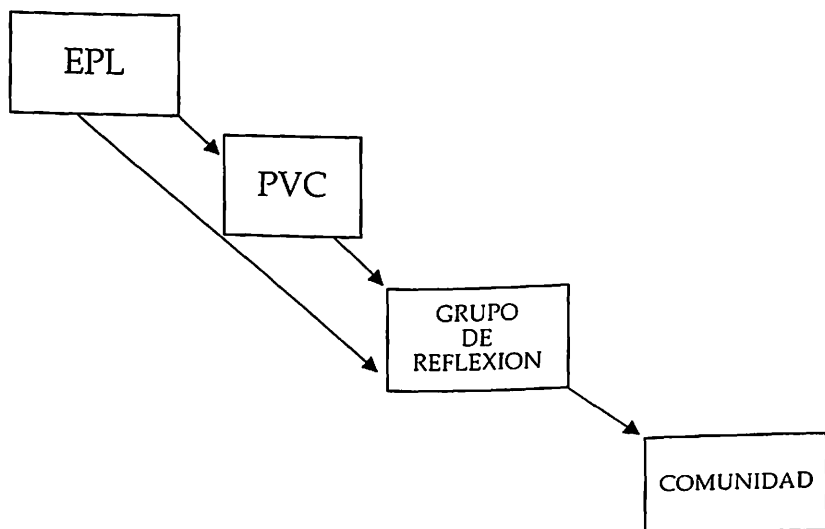 EPL
PVC
GRUPO
DE
REFLEXION
COMUNIDAD